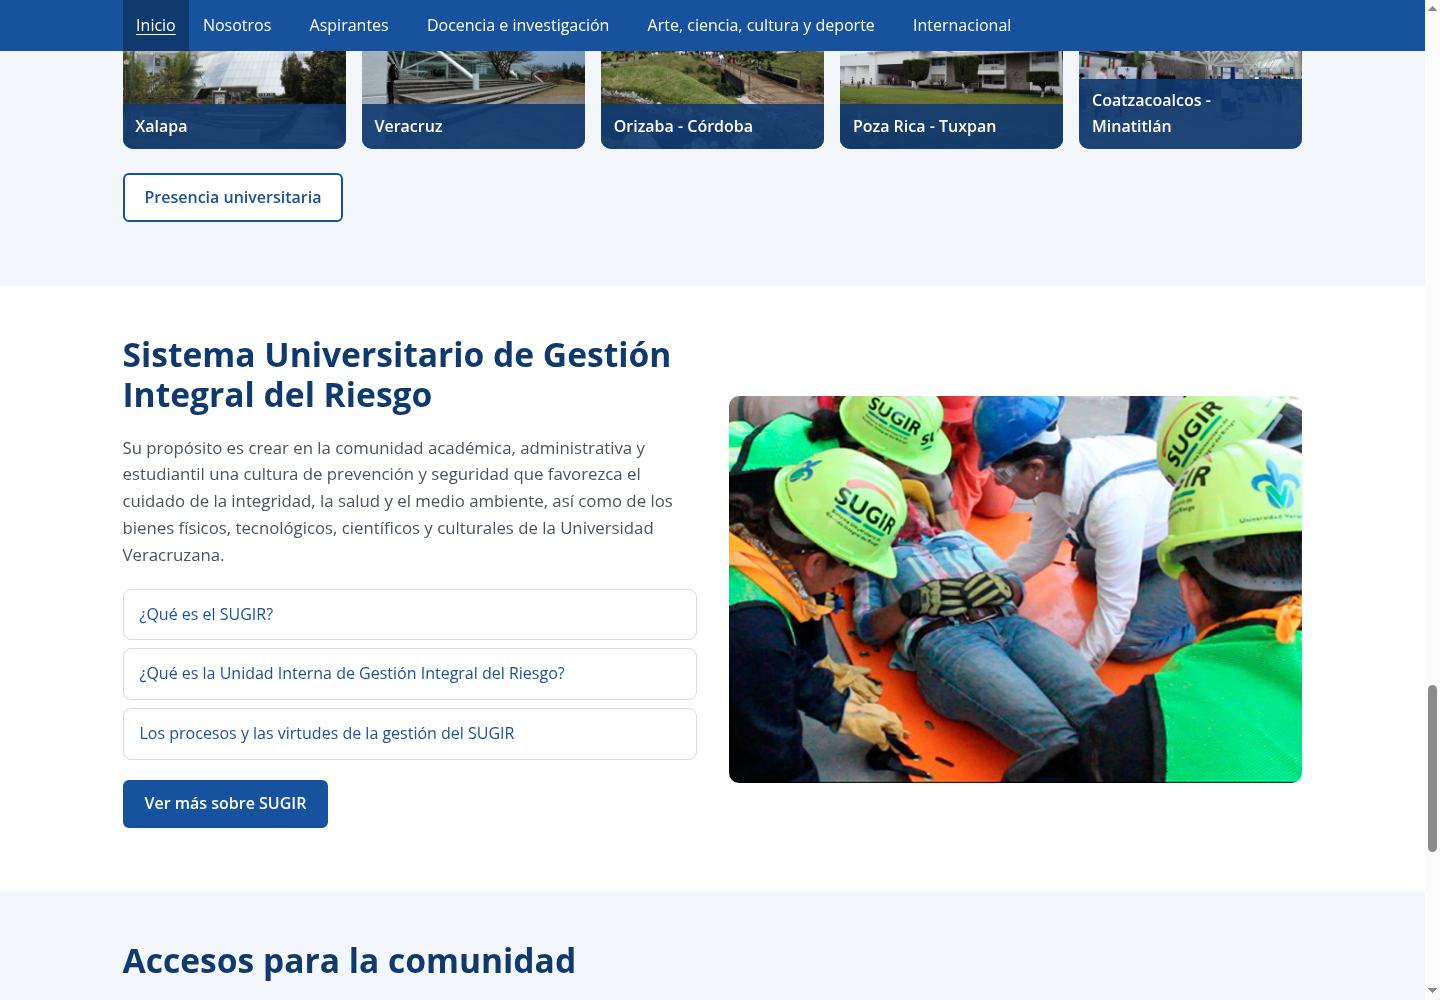 Inicio
Nosotros
Aspirantes
Docencia e investigación
Arte, ciencia, cultura y deporte
Internacional
Xalapa
Veracruz
Orizaba - Córdoba
Poza Rica - Tuxpan
Coatzacoalcos -
Minatitlán
Presencia universitaria
Sistema Universitario de Gestión
Integral del Riesgo
Su propósito es crear en la comunidad académica, administrativa y
estudiantil una cultura de prevención y seguridad que favorezca el
cuidado de la integridad, la salud y el medio ambiente, así como de los
bienes físicos, tecnológicos, científicos y culturales de la Universidad
Veracruzana.
¿Qué es el SUGIR?
¿Qué es la Unidad Interna de Gestión Integral del Riesgo?
Los procesos y las virtudes de la gestión del SUGIR
Ver más sobre SUGIR
SUGIR
SUGIR
SUGIR
Accesos para la comunidad